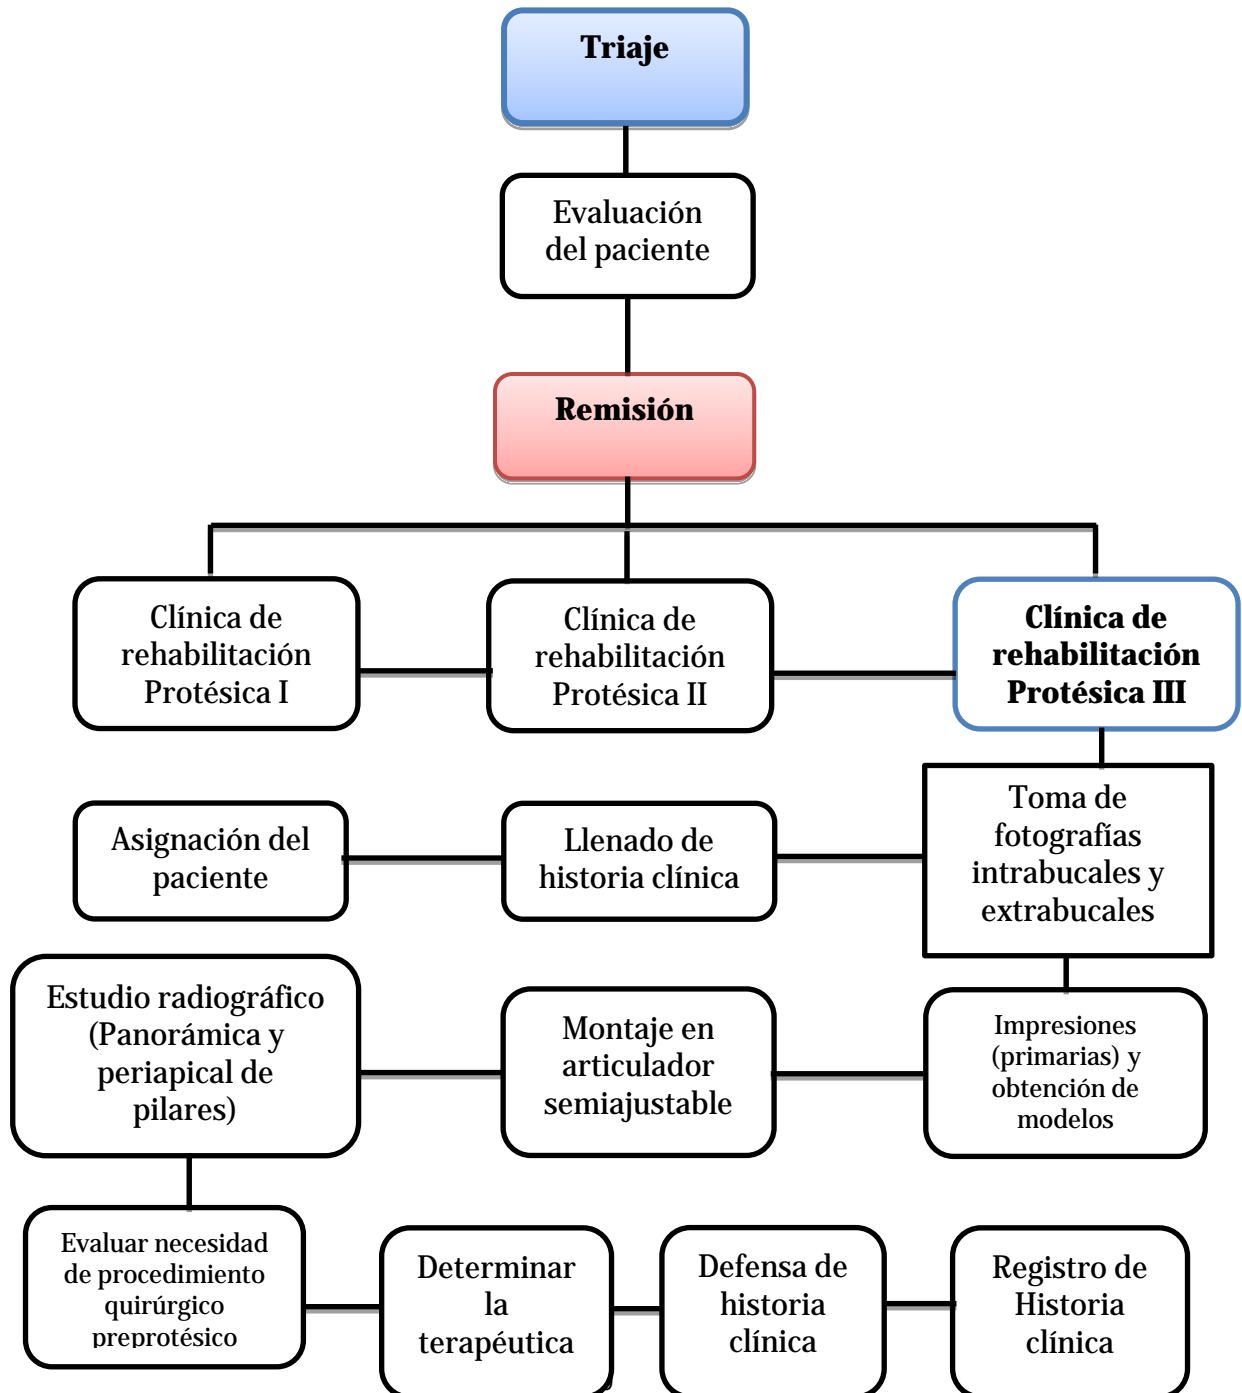 Triaje
Evaluación
del paciente
Remisión
Clínica de
rehabilitación
Protésica I
Clínica de
rehabilitación
Protésica II
Clínica de
rehabilitación
Protésica III
Asignación del
paciente
Llenado de
historia clínica
Toma de
fotografías
intrabucales y
extrabucales
Estudio radiográfico
(Panorámica y
periapical de
pilares)
Montaje en
articulador
semiajustable
Impresiones
(primarias) y
obtención de
modelos
Evaluar necesidad
de procedimiento
quirúrgico
preprotésico
Determinar
la
terapéutica
Defensa de
historia
clínica
Registro de
Historia
clínica